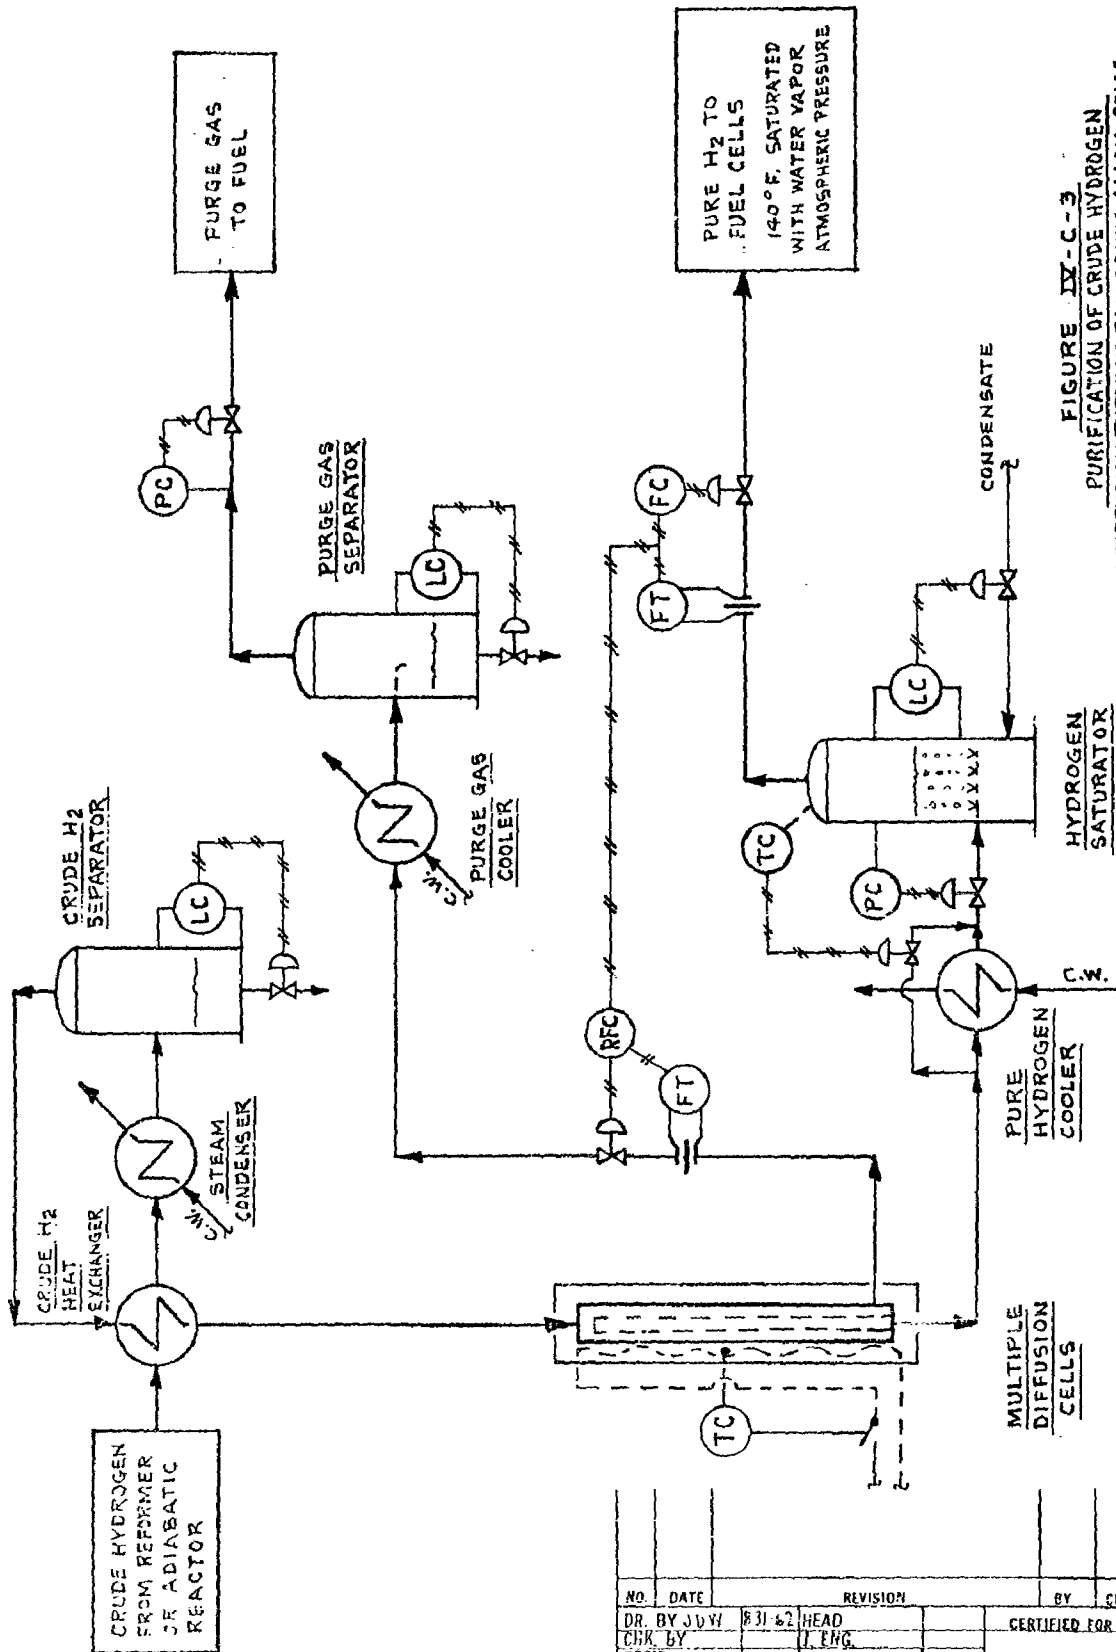 CRUDE HYDROGEN
FROM REFORMER
OR ADIABATIC
REACTOR
CRUDE H2
HEAT
EXCHANGER
C.W.
STEAM
CONDENSER
CRUDE H2
SEPARATOR
LC
PURGE GAS
TO FUEL
PC
PURGE GAS
SEPARATOR
LC
C.W.
PURGE GAS
COOLER
RFC
FT
TC
MULTIPLE
DIFFUSION
CELLS
PURE
HYDROGEN
COOLER
C.W.
TC
PC
LC
HYDROGEN
SATURATOR
CONDENSATE
FT
FC
PURE H2 TO
FUEL CELLS
140°F, SATURATED
WITH WATER VAPOR
ATMOSPHERIC PRESSURE
FIGURE IV-C-3
PURIFICATION OF CRUDE HYDROGEN
NO. DATE REVISION BY
DR. BY JDW 8 31 62 HEAD CERTIFIED FOR
CHK. BY ENG.